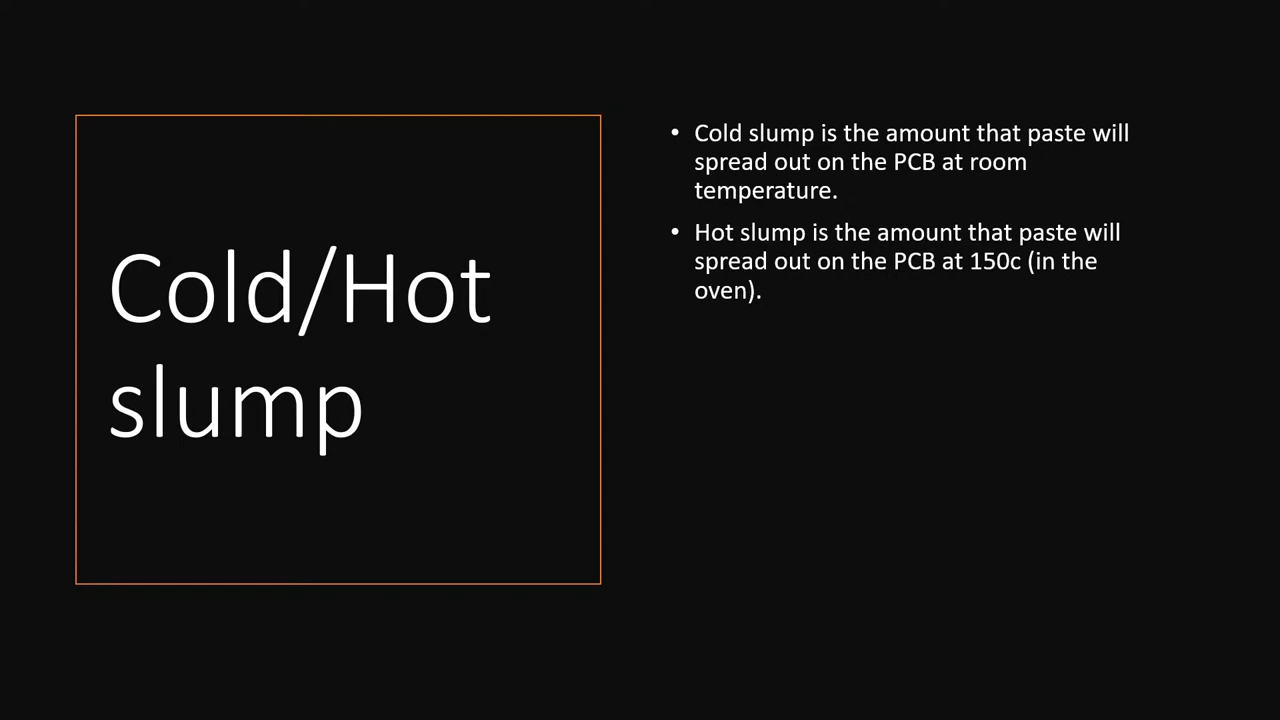 Cold/Hot
slump
• Cold slump is the amount that paste will
spread out on the PCB at room
temperature.
• Hot slump is the amount that paste will
spread out on the PCB at 150c (in the
oven).